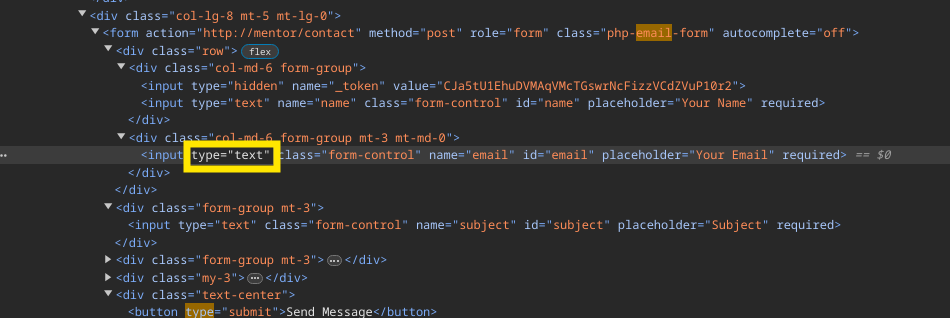 <div class="col-lg-8 mt-5 mt-lg-0">
<form action="http://mentor/contact" method="post" role="form" class="php-email-form" autocomplete="off">
<div class="row"> flex
<div class="col-md-6 form-group">
<input type="hidden" name="_token" value="CJa5tU1EhuDVMAqVMcTGswrNcFizzVCdZVuP10r2">
<input type="text" name="name" class="form-control" id="name" placeholder="Your Name" required>
</div>
<div class="col-md-6 form-group mt-3 mt-md-0">
<input type="text" class="form-control" name="email" id="email" placeholder="Your Email" required> == $0
</div>
</div>
<div class="form-group mt-3">
<input type="text" class="form-control" name="subject" id="subject" placeholder="Subject" required>
</div>
<div class="form-group mt-3"> … </div>
<div class="my-3"> … </div>
<div class="text-center">
<button type="submit">Send Message</button>